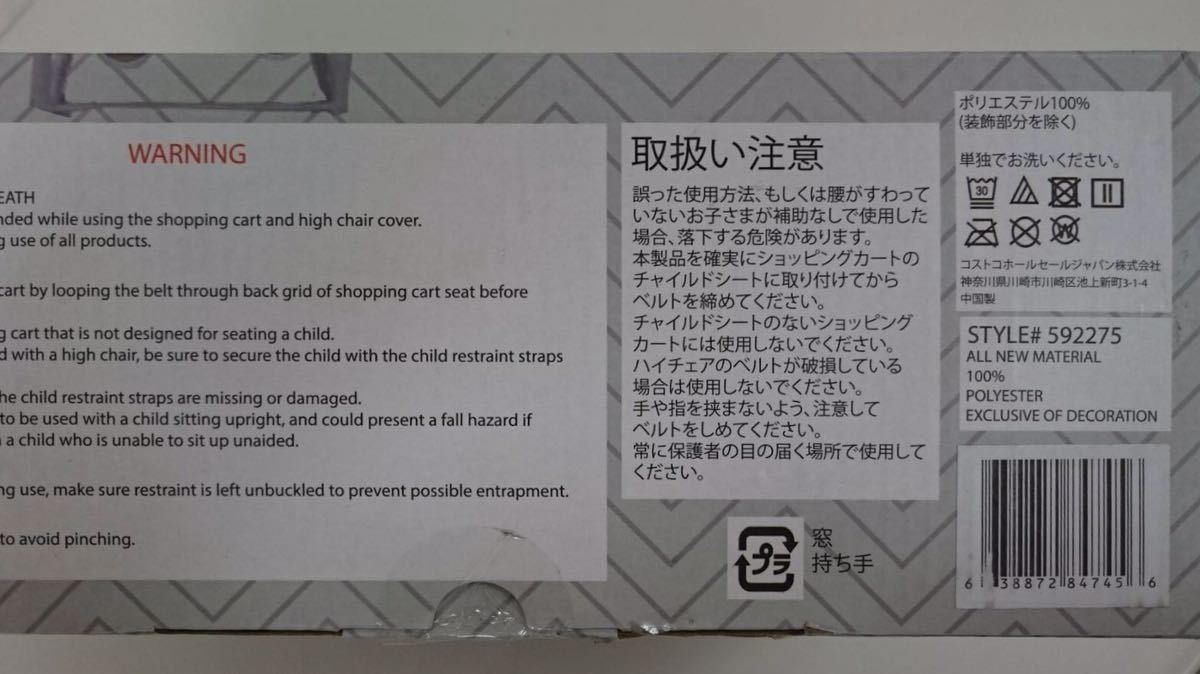 WARNING
EATH
nded while using the shopping cart and high chair cover.
g use of all products.
cart by looping the belt through back grid of shopping cart seat before
g cart that is not designed for seating a child.
d with a high chair, be sure to secure the child with the child restraint straps
he child restraint straps are missing or damaged.
to be used with a child sitting upright, and could present a fall hazard if
a child who is unable to sit up unaided.
ng use, make sure restraint is left unbuckled to prevent possible entrapment.
to avoid pinching.
取扱い注意
誤った使用方法、もしくは腰がすわって
いないお子さまが補助なしで使用した
場合、落下する危険があります。
本製品を確実にショッピングカートの
チャイルドシートに取り付けてから
ベルトを締めてください。
チャイルドシートのないショッピング
カートには使用しないでください。
ハイチェアのベルトが破損している
場合は使用しないでください。
手や指を挟まないよう、注意して
ベルトをしめてください。
常に保護者の目の届く場所で使用して
ください。
プラ
窓
持ち手
ポリエステル100%
(装飾部分を除く)
単独でお洗いください。
30
W
コストコホールセールジャパン株式会社
神奈川県川崎市川崎区池上新町3-1-4
中国製
STYLE# 592275
ALL NEW MATERIAL
100%
POLYESTER
EXCLUSIVE OF DECORATION
6 38872 84745 6